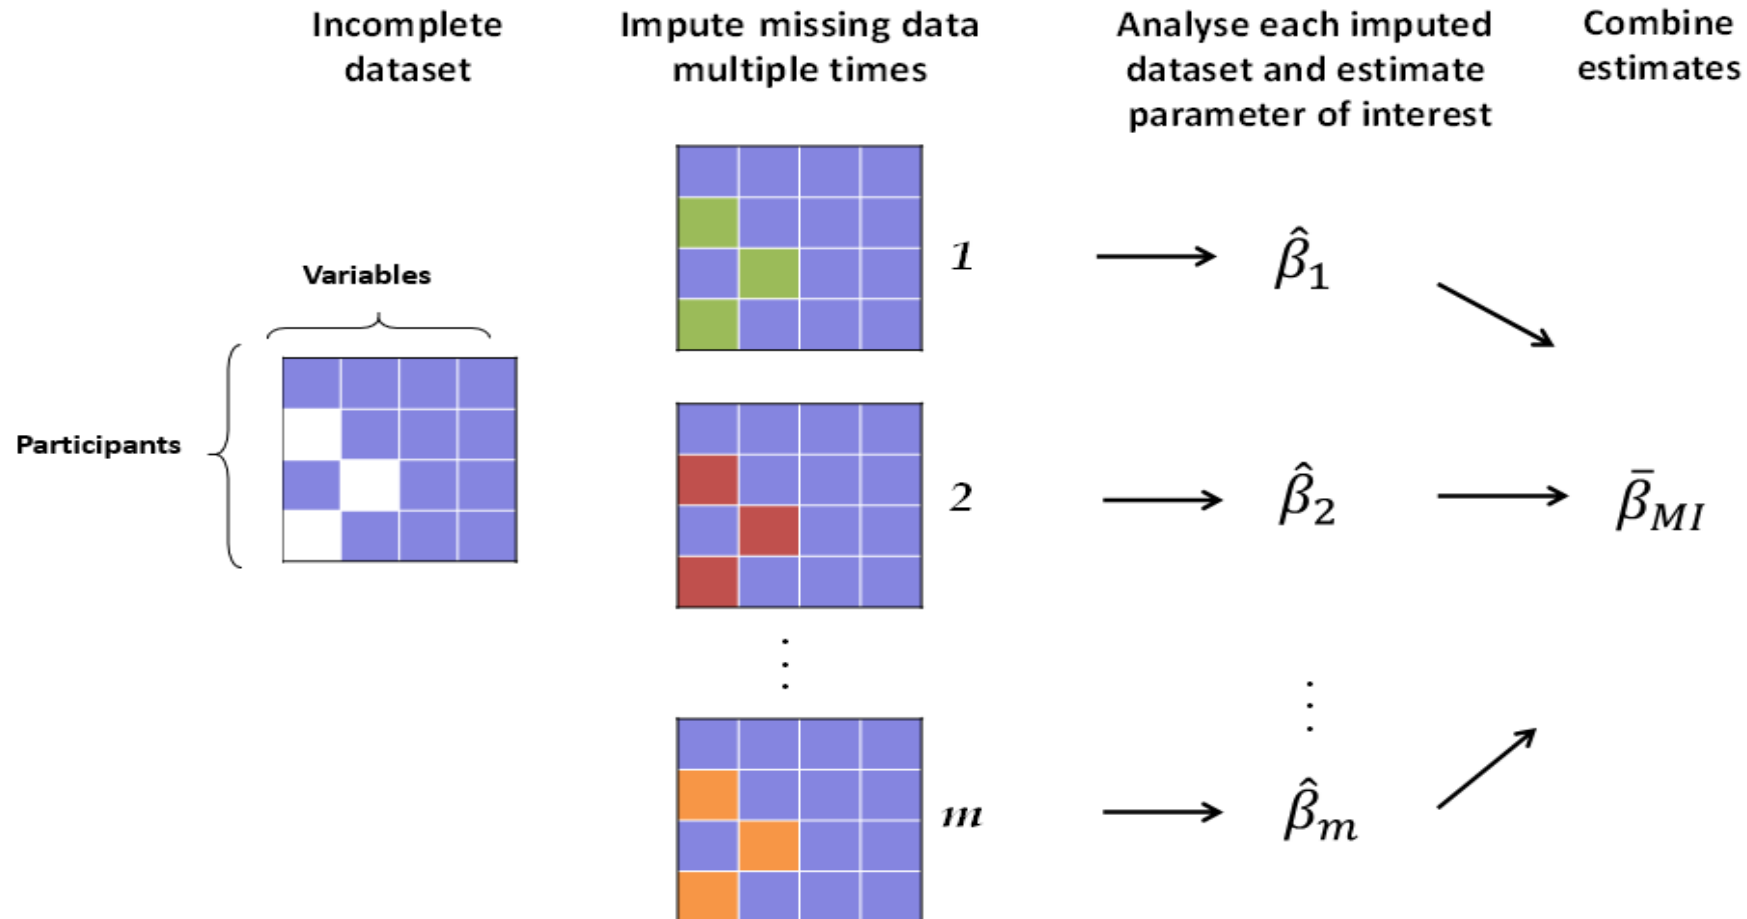 Incomplete
dataset
Impute missing data
multiple times
Analyse each imputed
dataset and estimate
parameter of interest
Combine
estimates
Variables
Participants
1
β̂₁
2
β̂₂
β̄_MI
⋮
⋮
m
β̂ₘ